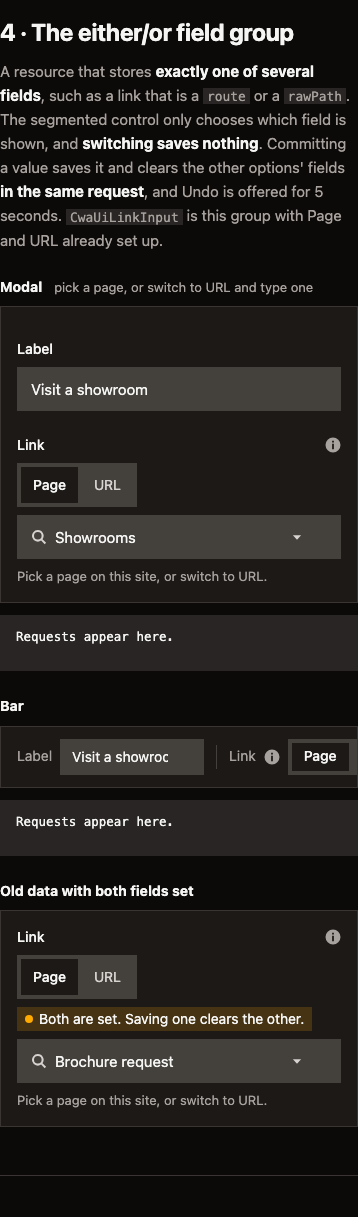 4 · The either/or field group
A resource that stores exactly one of several
fields, such as a link that is a route or a rawPath.
The segmented control only chooses which field is
shown, and switching saves nothing. Committing
a value saves it and clears the other options' fields
in the same request, and Undo is offered for 5
seconds. CwaUiLinkInput is this group with Page
and URL already set up.
Modal pick a page, or switch to URL and type one
Label
Visit a showroom
Link
Page URL
Showrooms
Pick a page on this site, or switch to URL.
Requests appear here.
Bar
Label Visit a showroc Link Page
Requests appear here.
Old data with both fields set
Link
Page URL
Both are set. Saving one clears the other.
Brochure request
Pick a page on this site, or switch to URL.